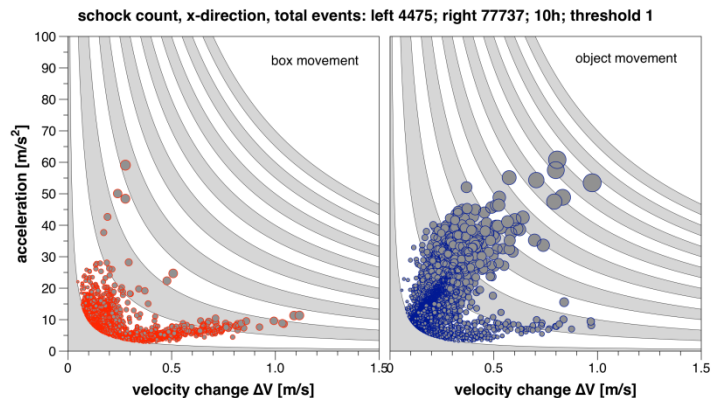 schock count, x-direction, total events: left 4475; right 77737; 10h; threshold 1
box movement
object movement
acceleration [m/s²]
100
90
80
70
60
50
40
30
20
10
0
0 0.5 1.0 1.5
0 0.5 1.0 1.5
velocity change ΔV [m/s]
velocity change ΔV [m/s]